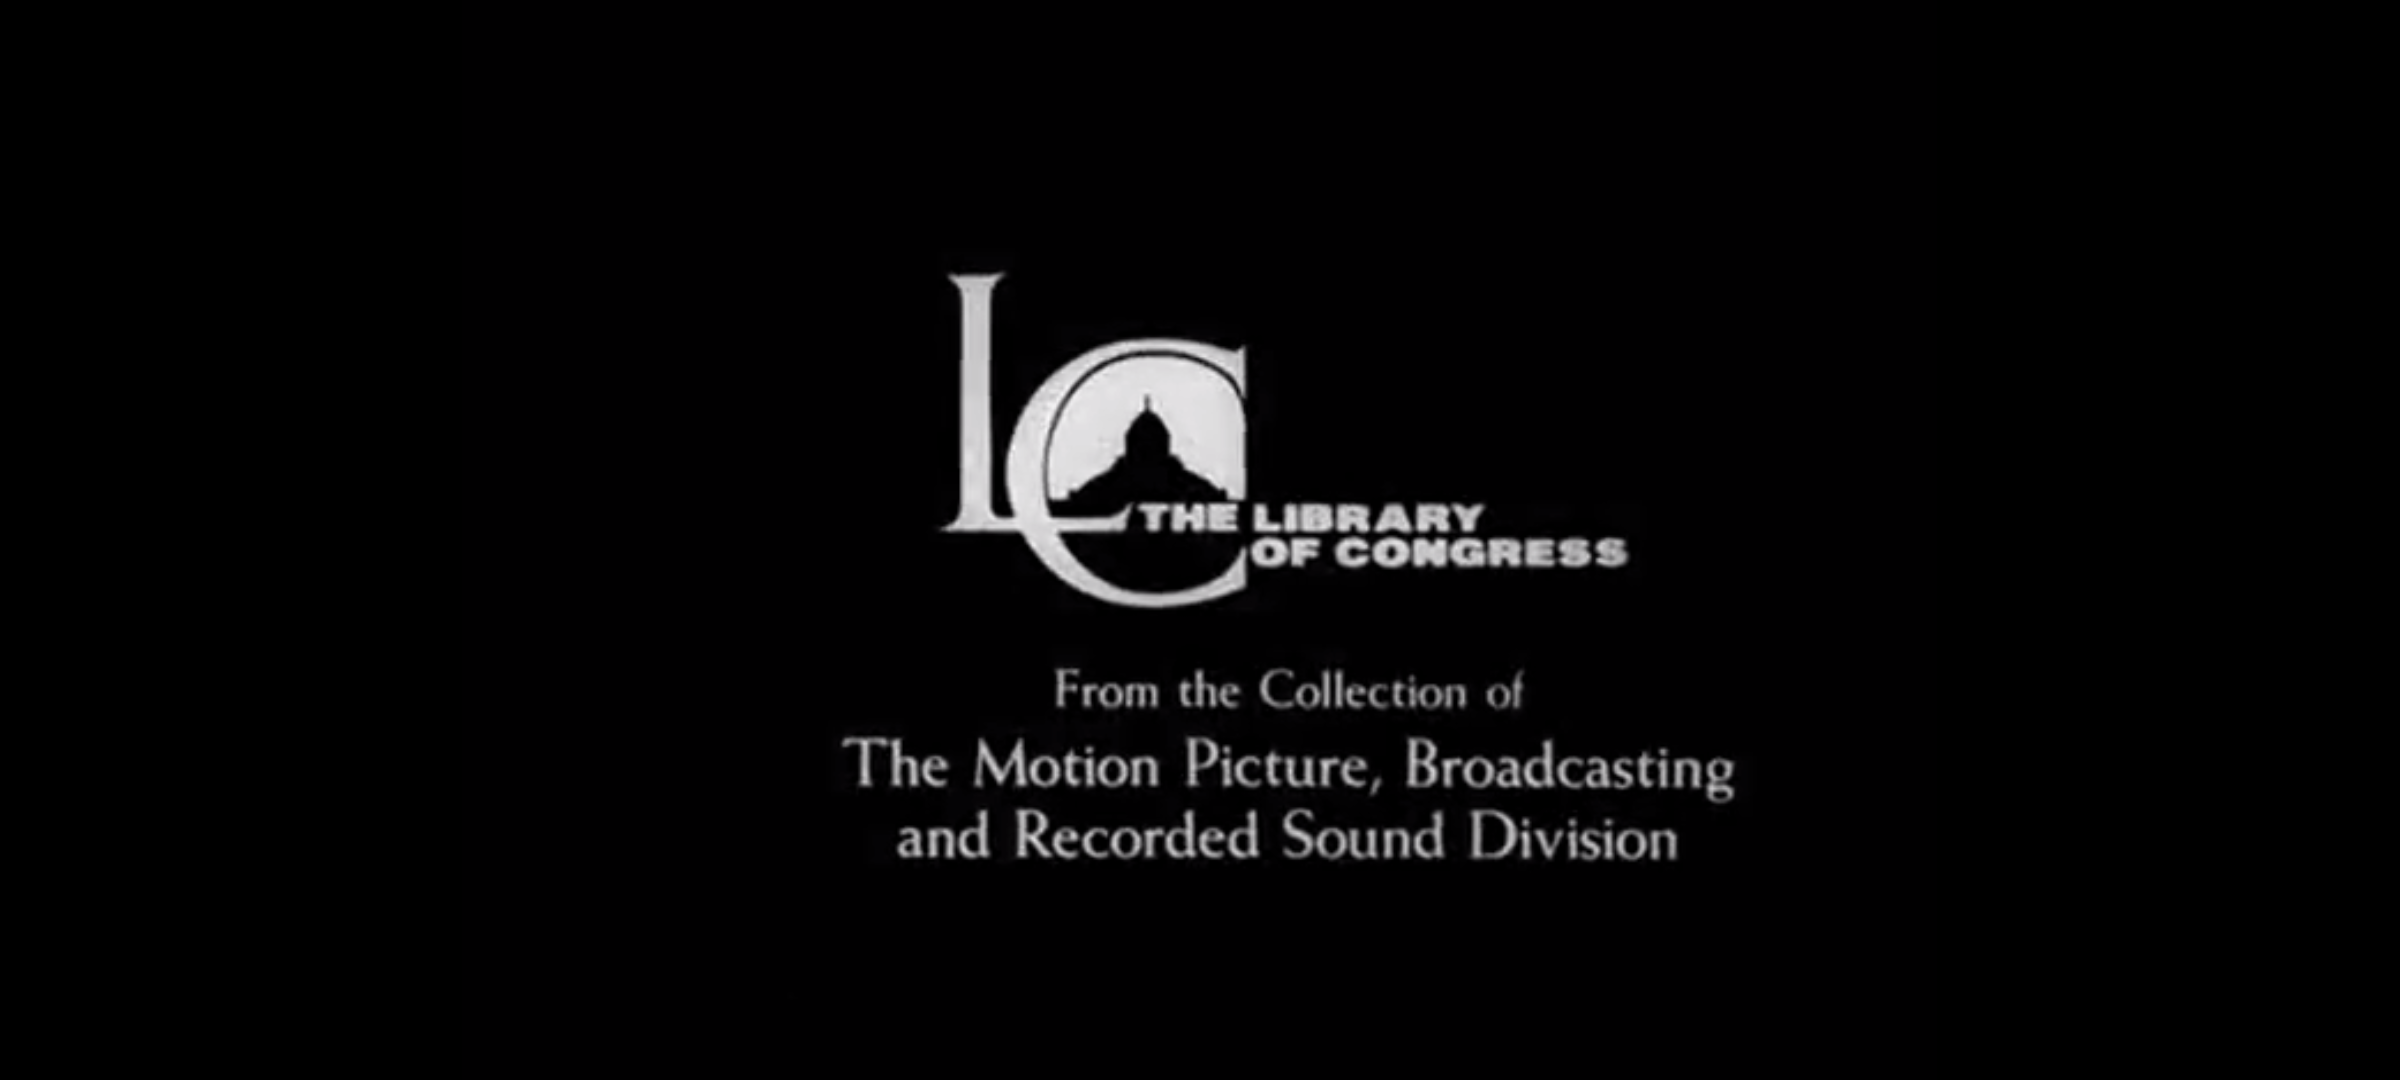 LC
THE LIBRARY
OF CONGRESS
From the Collection of
The Motion Picture, Broadcasting
and Recorded Sound Division